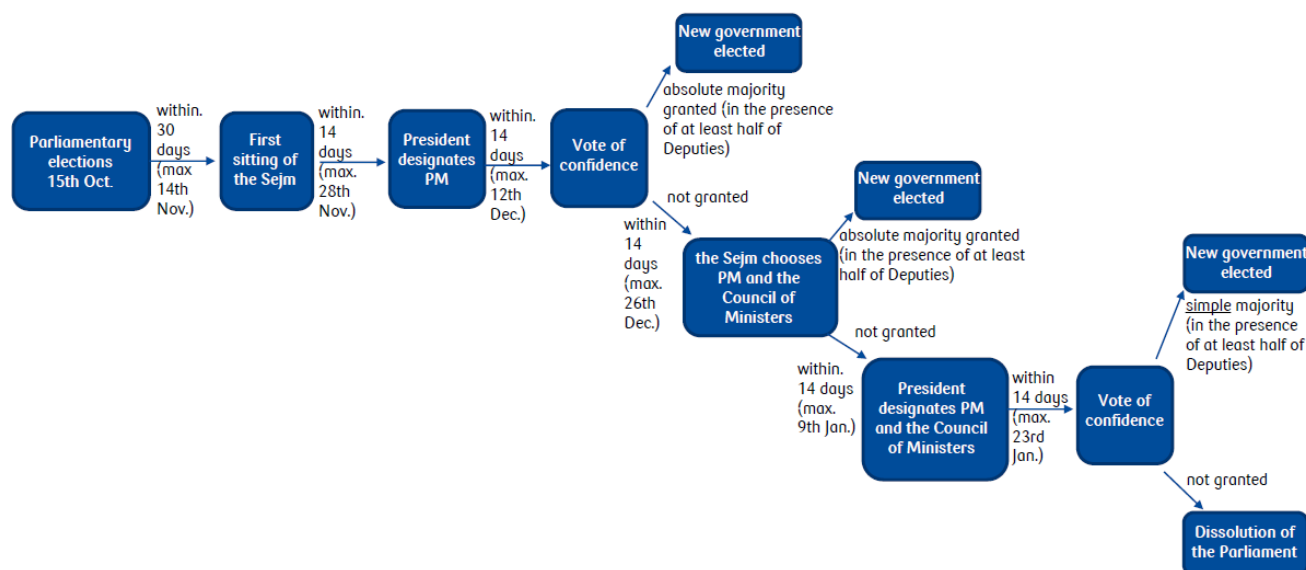 Parliamentary
elections
15th Oct.
within.
30
days
(max
14th
Nov.)
First
sitting of
the Sejm
within.
14
days
(max.
28th
Nov.)
President
designates
PM
within.
14
days
(max.
12th
Dec.)
Vote of
confidence
New government
elected
absolute majority
granted (in the presence
of at least half of
Deputies)
not granted
within
14
days
(max.
26th
Dec.)
the Sejm chooses
PM and the
Council of
Ministers
New government
elected
absolute majority granted
(in the presence of at least
half of Deputies)
not granted
within.
14 days
(max.
9th Jan.)
President
designates PM
and the Council
of Ministers
within
14 days
(max.
23rd
Jan.)
Vote of
confidence
New government
elected
simple majority
(in the presence
of at least half of
Deputies)
not granted
Dissolution of
the Parliament